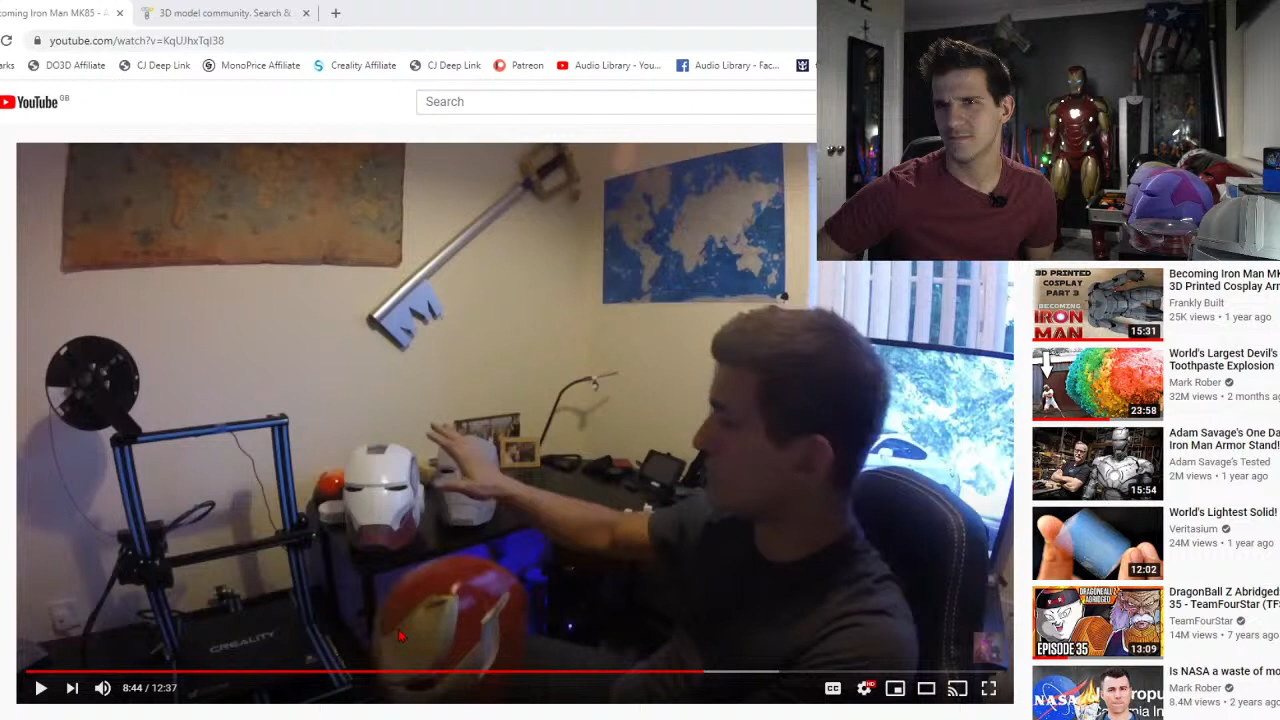 coming Iron Man MK85 - A
3D model community. Search &
youtube.com/watch?v=KqUJhxTqI38
arks
DO3D Affiliate
CJ Deep Link
MonoPrice Affiliate
Creality Affiliate
CJ Deep Link
Patreon
Audio Library - You...
Audio Library - Fac...
YouTube GB
Search
CREALITY
8:44 / 12:37
CC
HD
3D PRINTED
COSPLAY
PART 3
BECOMING
IRON
MAN
15:31
Becoming Iron Man MK
3D Printed Cosplay Ar
Frankly Built
25K views • 1 year ago
23:58
World's Largest Devil's
Toothpaste Explosion
Mark Rober
32M views • 2 months ag
15:54
Adam Savage's One Da
Iron Man Armor Stand!
Adam Savage's Tested
2M views • 1 year ago
12:02
World's Lightest Solid!
Veritasium
24M views • 1 year ago
EPISODE 35
13:09
DragonBall Z Abridged:
35 - TeamFourStar (TF
TeamFourStar
14M views • 7 years ago
NASA
Is NASA a waste of mo
Mark Rober
8.4M views • 2 years ago